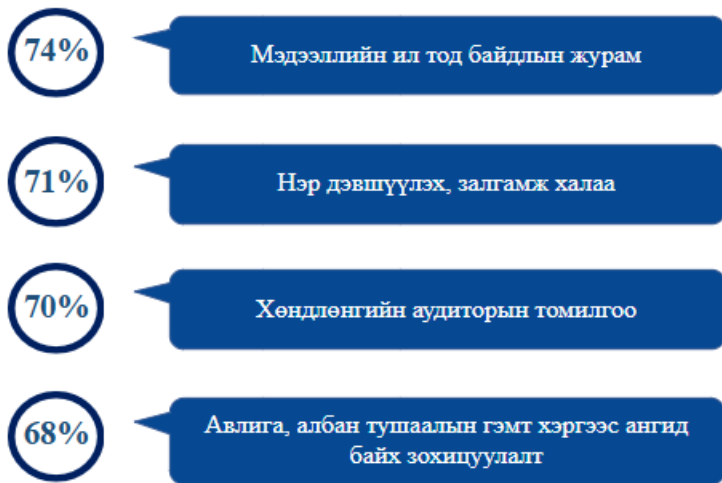 74%
Мэдээллийн ил тод байдлын журам
71%
Нэр дэвшүүлэх, залгамж халаа
70%
Хөндлөнгийн аудиторын томилгоо
68%
Авлига, албан тушаалын гэмт хэргээс ангид
байх зохицуулалт